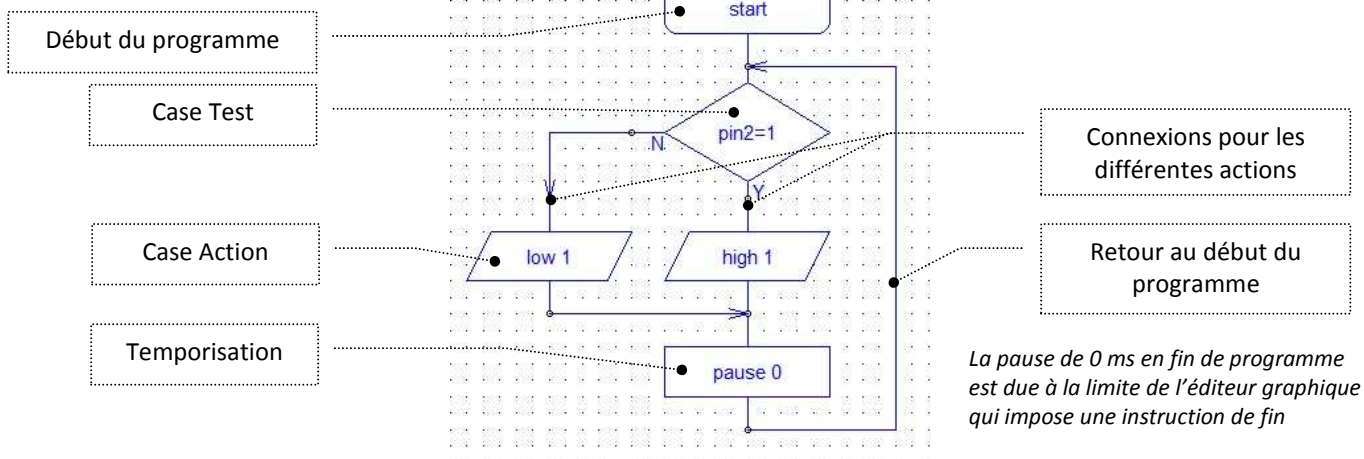 start
Début du programme
Case Test
pin2=1
N
Y
Connexions pour les
différentes actions
Case Action
low 1
high 1
Retour au début du
programme
Temporisation
pause 0
La pause de 0 ms en fin de programme
est due à la limite de l’éditeur graphique
qui impose une instruction de fin